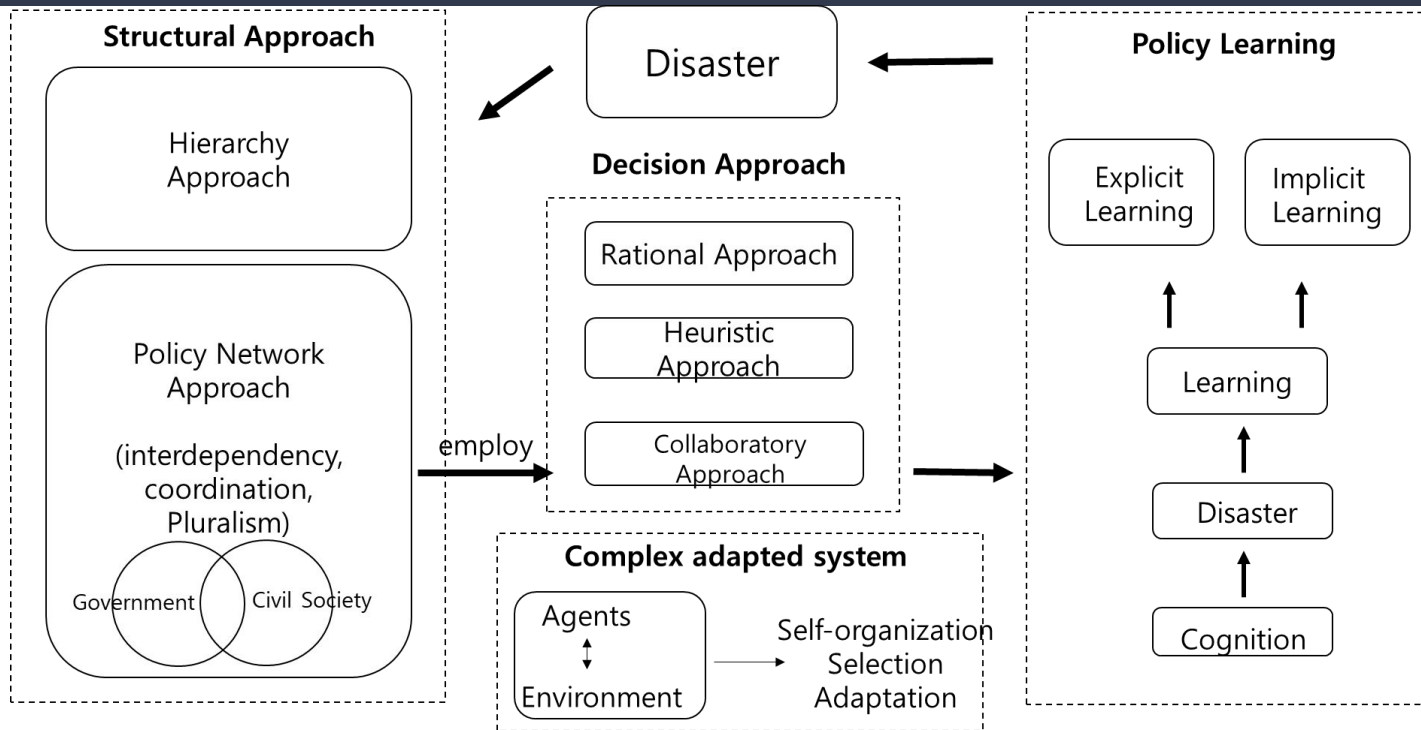 Structural Approach
Hierarchy
Approach
Policy Network
Approach
(interdependency,
coordination,
Pluralism)
Government
Civil Society
employ
Disaster
Decision Approach
Rational Approach
Heuristic
Approach
Collaboratory
Approach
Complex adapted system
Agents
Environment
Self-organization
Selection
Adaptation
Policy Learning
Explicit
Learning
Implicit
Learning
Learning
Disaster
Cognition